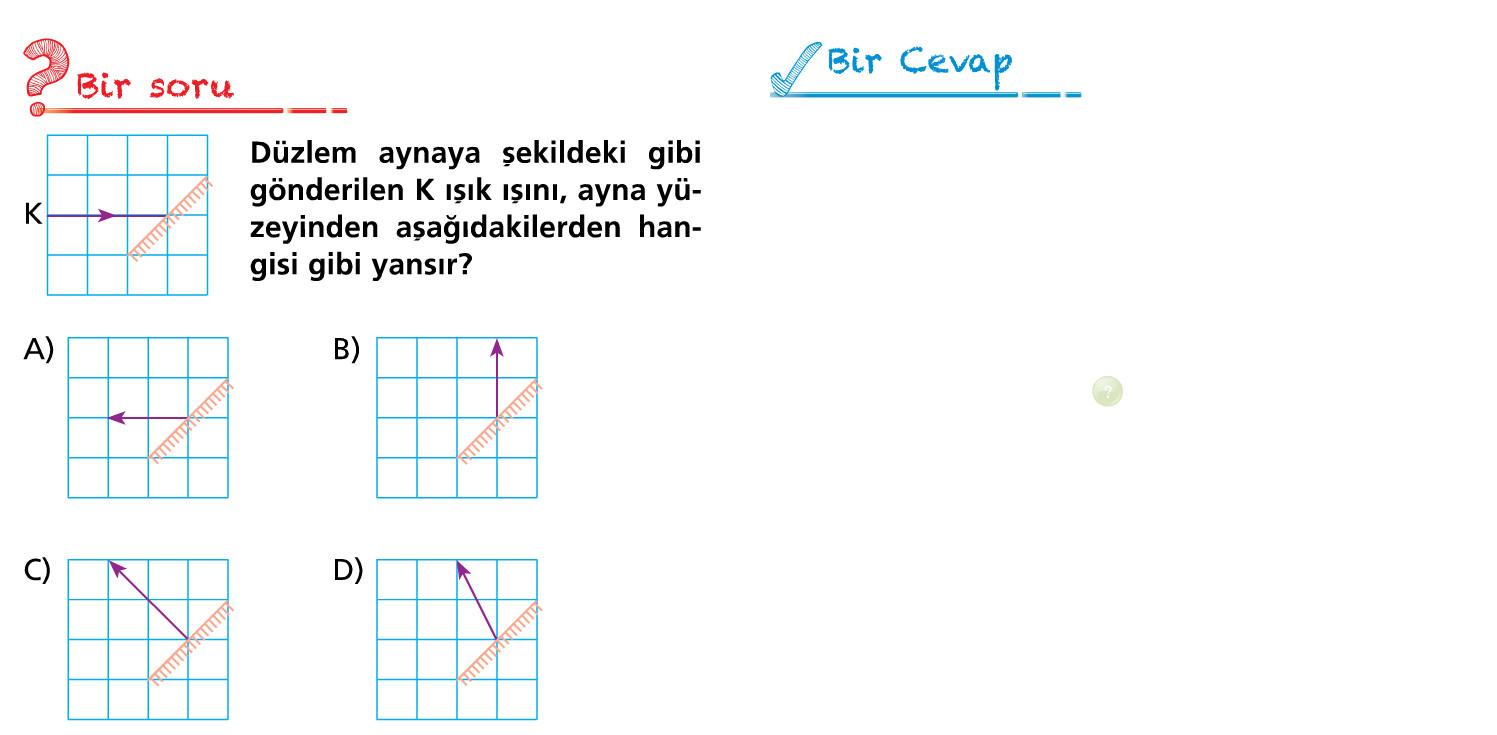 Bir soru
Bir Cevap
K
Düzlem aynaya şekildeki gibi
gönderilen K ışık ışını, ayna yü-
zeyinden aşağıdakilerden han-
gisi gibi yansır?
A)
B)
C)
D)
?